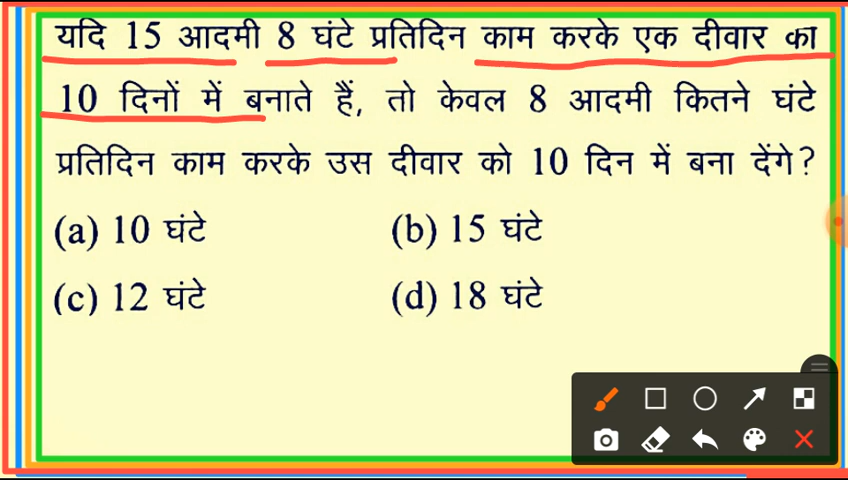 यदि 15 आदमी 8 घंटे प्रतिदिन काम करके एक दीवार का
10 दिनों में बनाते हैं, तो केवल 8 आदमी कितने घंटे
प्रतिदिन काम करके उस दीवार को 10 दिन में बना देंगे?
(a) 10 घंटे (b) 15 घंटे
(c) 12 घंटे (d) 18 घंटे